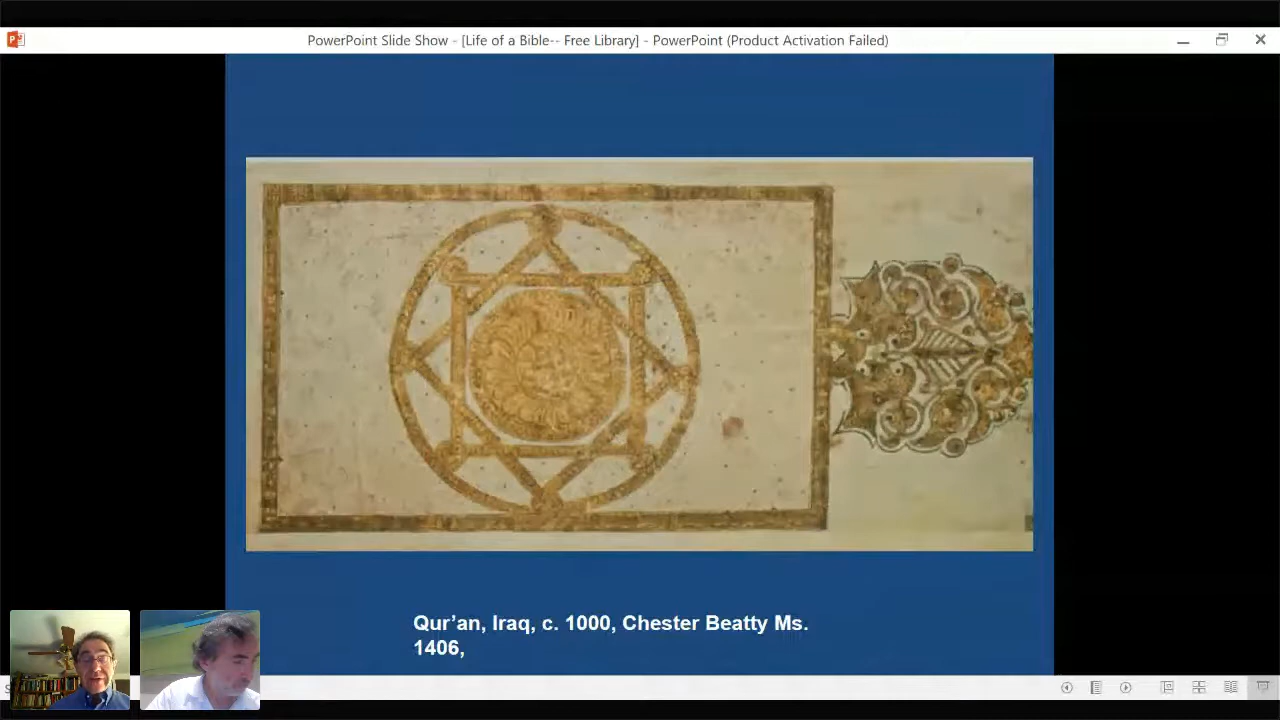 PowerPoint Slide Show - [Life of a Bible-- Free Library] - PowerPoint (Product Activation Failed)
Qur’an, Iraq, c. 1000, Chester Beatty Ms.
1406,